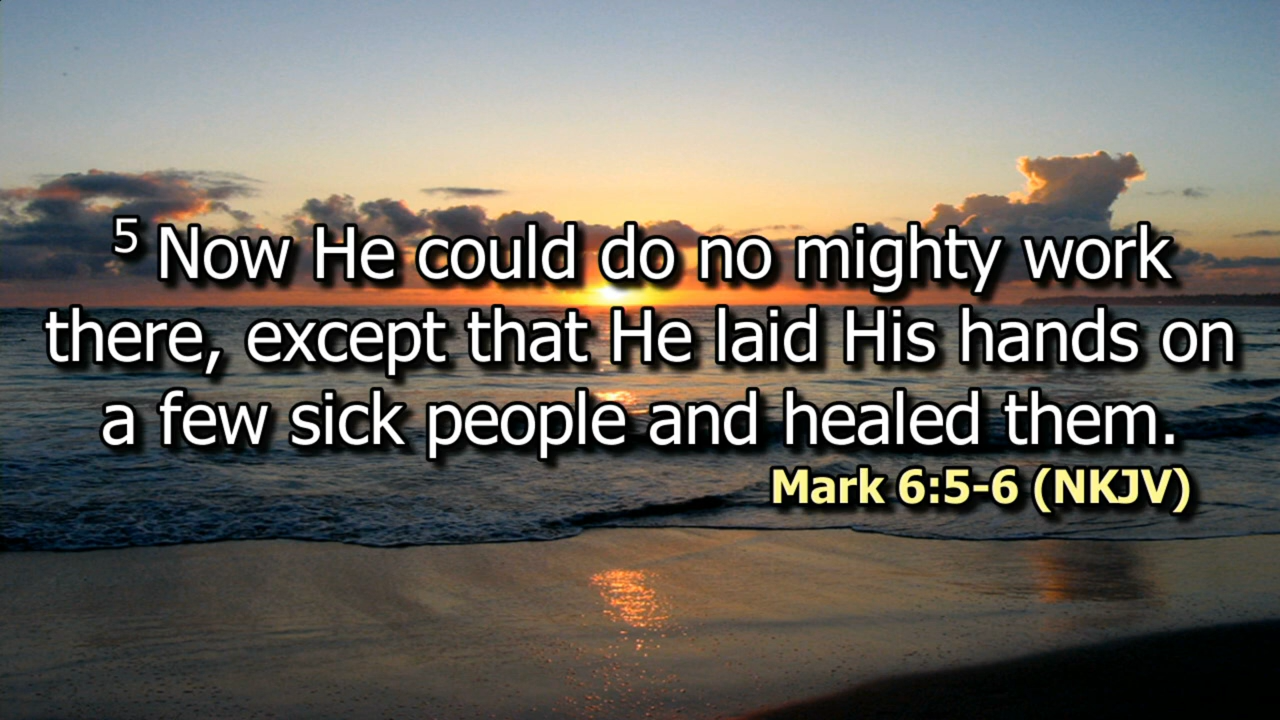 5 Now He could do no mighty work
there, except that He laid His hands on
a few sick people and healed them.
Mark 6:5-6 (NKJV)